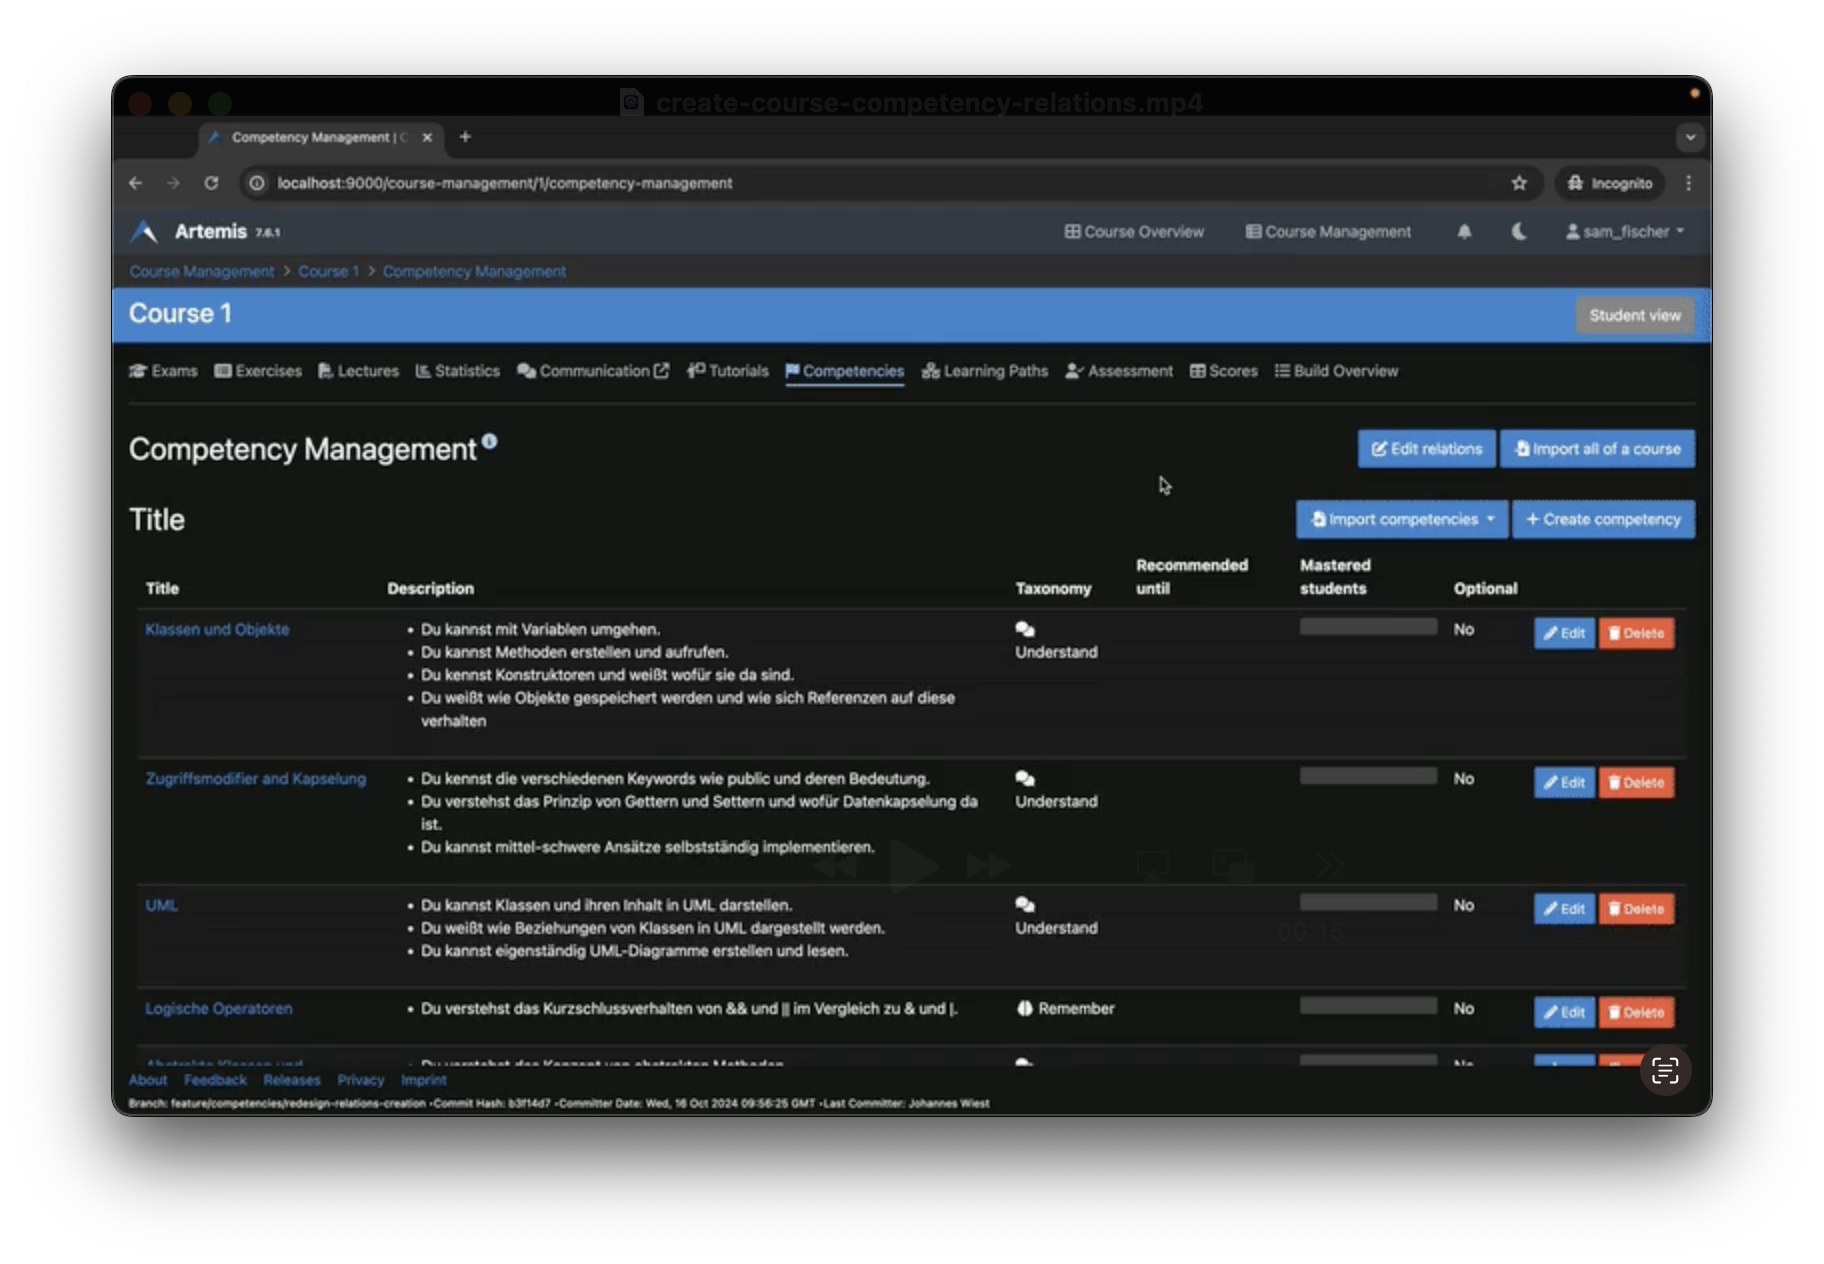 create-course-competency-relations.mp4
Competency Management | C
localhost:9000/course-management/1/competency-management
Incognito
Artemis 7.6.1
Course Overview
Course Management
sam_fischer
Course Management > Course 1 > Competency Management
Course 1
Student view
Exams
Exercises
Lectures
Statistics
Communication
Tutorials
Competencies
Learning Paths
Assessment
Scores
Build Overview
Competency Management
Edit relations
Import all of a course
Title
Import competencies
+ Create competency
Title
Description
Taxonomy
Recommended
until
Mastered
students
Optional
Klassen und Objekte
• Du kannst mit Variablen umgehen.
• Du kannst Methoden erstellen und aufrufen.
• Du kennst Konstruktoren und weißt wofür sie da sind.
• Du weißt wie Objekte gespeichert werden und wie sich Referenzen auf diese
verhalten
Understand
No
Edit
Delete
Zugriffsmodifier and Kapselung
• Du kennst die verschiedenen Keywords wie public und deren Bedeutung.
• Du verstehst das Prinzip von Gettern und Settern und wofür Datenkapselung da
ist.
• Du kannst mittel-schwere Ansätze selbstständig implementieren.
Understand
No
Edit
Delete
UML
• Du kannst Klassen und ihren Inhalt in UML darstellen.
• Du weißt wie Beziehungen von Klassen in UML dargestellt werden.
• Du kannst eigenständig UML-Diagramme erstellen und lesen.
Understand
No
Edit
Delete
00:15
Logische Operatoren
• Du verstehst das Kurzschlussverhalten von && und || im Vergleich zu & und |.
Remember
No
Edit
Delete
Abstrakte Klassen und
• Du verstehst das Konzept von abstrakten Methoden
No
About
Feedback
Releases
Privacy
Imprint
Branch: feature/competencies/redesign-relations-creation •Commit Hash: b3f14d7 •Committer Date: Wed, 16 Oct 2024 09:56:25 GMT •Last Committer: Johannes Wiest